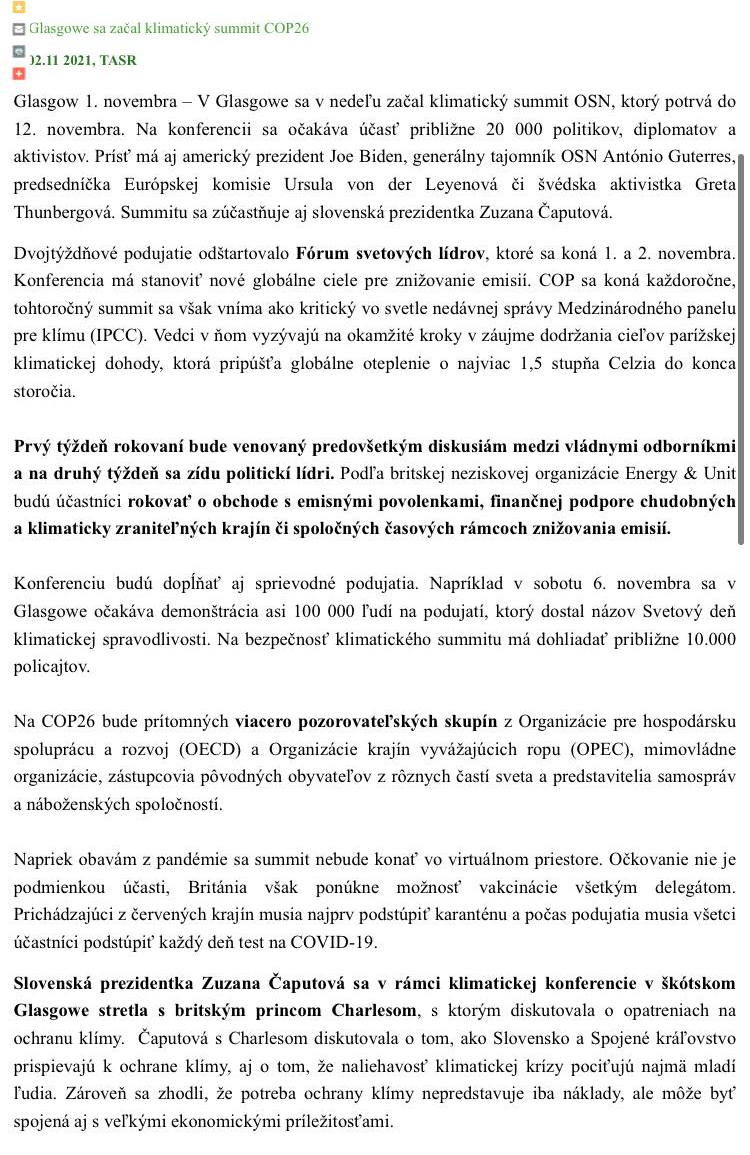 Glasgowe sa začal klimatický summit COP26
02.11 2021, TASR
Glasgow 1. novembra – V Glasgowe sa v nedeľu začal klimatický summit OSN, ktorý potrvá do
12. novembra. Na konferencii sa očakáva účasť približne 20 000 politikov, diplomatov a
aktivistov. Prísť má aj americký prezident Joe Biden, generálny tajomník OSN António Guterres,
predsedníčka Európskej komisie Ursula von der Leyenová či švédska aktivistka Greta
Thunbergová. Summitu sa zúčastňuje aj slovenská prezidentka Zuzana Čaputová.
Dvojtýždňové podujatie odštartovalo Fórum svetových lídrov, ktoré sa koná 1. a 2. novembra.
Konferencia má stanoviť nové globálne ciele pre znižovanie emisií. COP sa koná každoročne,
tohtoročný summit sa však vníma ako kritický vo svetle nedávnej správy Medzinárodného panelu
pre klímu (IPCC). Vedci v ňom vyzývajú na okamžité kroky v záujme dodržania cieľov parížskej
klimatickej dohody, ktorá pripúšťa globálne oteplenie o najviac 1,5 stupňa Celzia do konca
storočia.
Prvý týždeň rokovaní bude venovaný predovšetkým diskusiám medzi vládnymi odborníkmi
a na druhý týždeň sa zídu politickí lídri. Podľa britskej neziskovej organizácie Energy & Unit
budú účastníci rokovať o obchode s emisnými povolenkami, finančnej podpore chudobných
a klimaticky zraniteľných krajín či spoločných časových rámcoch znižovania emisií.
Konferenciu budú dopĺňať aj sprievodné podujatia. Napríklad v sobotu 6. novembra sa v
Glasgowe očakáva demonštrácia asi 100 000 ľudí na podujatí, ktorý dostal názov Svetový deň
klimatickej spravodlivosti. Na bezpečnosť klimatického summitu má dohliadať približne 10.000
policajtov.
Na COP26 bude prítomných viacero pozorovateľských skupín z Organizácie pre hospodársku
spoluprácu a rozvoj (OECD) a Organizácie krajín vyvážajúcich ropu (OPEC), mimovládne
organizácie, zástupcovia pôvodných obyvateľov z rôznych častí sveta a predstavitelia samospráv
a náboženských spoločností.
Napriek obavám z pandémie sa summit nebude konať vo virtuálnom priestore. Očkovanie nie je
podmienkou účasti, Británia však ponúkne možnosť vakcinácie všetkým delegátom.
Prichádzajúci z červených krajín musia najprv podstúpiť karanténu a počas podujatia musia všetci
účastníci podstúpiť každý deň test na COVID-19.
Slovenská prezidentka Zuzana Čaputová sa v rámci klimatickej konferencie v škótskom
Glasgowe stretla s britským princom Charlesom, s ktorým diskutovala o opatreniach na
ochranu klímy. Čaputová s Charlesom diskutovala o tom, ako Slovensko a Spojené kráľovstvo
prispievajú k ochrane klímy, aj o tom, že naliehavosť klimatickej krízy pociťujú najmä mladí
ľudia. Zároveň sa zhodli, že potreba ochrany klímy nepredstavuje iba náklady, ale môže byť
spojená aj s veľkými ekonomickými príležitosťami.